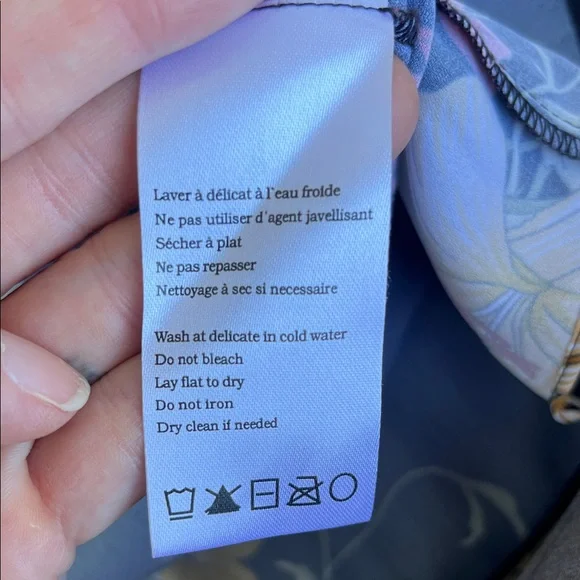 Laver à délicat à l'eau froide
Ne pas utiliser d'agent javellisant
Sécher à plat
Ne pas repasser
Nettoyage à sec si necessaire
Wash at delicate in cold water
Do not bleach
Lay flat to dry
Do not iron
Dry clean if needed